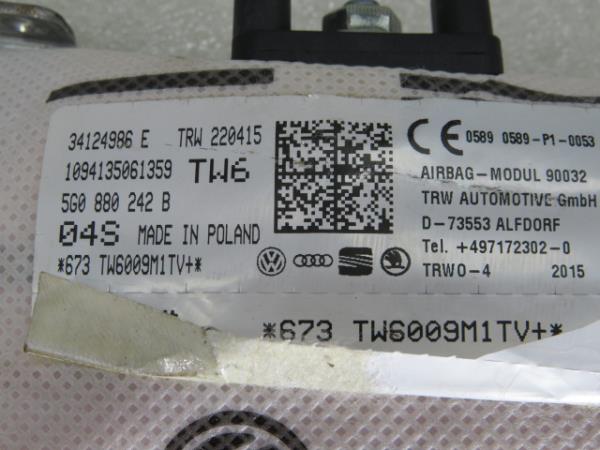 34124986 E TRW 220415
1094135061359 TW6
5G0 880 242 B
04S MADE IN POLAND
*673 TW6009M1TV+*
CE 0589 0589-P1-0053
AIRBAG-MODUL 90032
TRW AUTOMOTIVE GmbH
D-73553 ALFDORF
Tel. +497172302-0
TRWO-4 2015
*673 TW6009M1TV+*